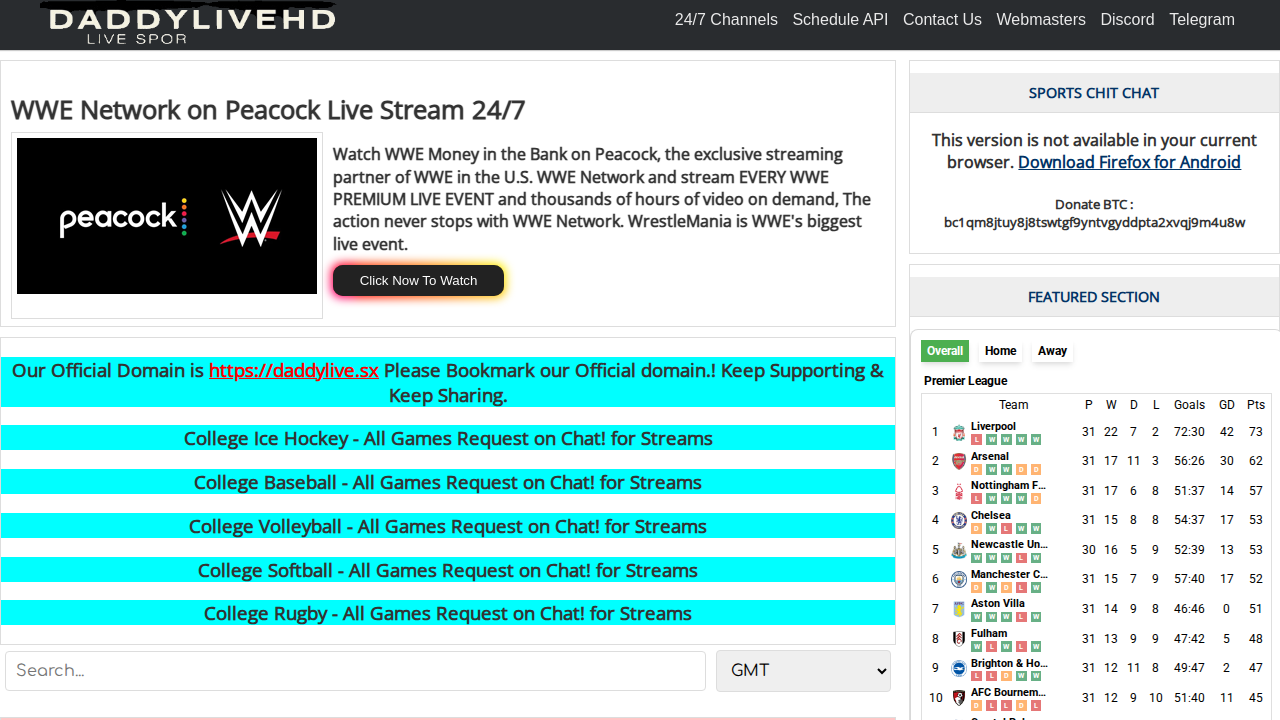 DADDYLIVEHD
LIVE SPOR
24/7 Channels Schedule API Contact Us Webmasters Discord Telegram
WWE Network on Peacock Live Stream 24/7
peacock W
Watch WWE Money in the Bank on Peacock, the exclusive streaming
partner of WWE in the U.S. WWE Network and stream EVERY WWE
PREMIUM LIVE EVENT and thousands of hours of video on demand, The
action never stops with WWE Network. WrestleMania is WWE's biggest
live event.
Click Now To Watch
Our Official Domain is https://daddylive.sx Please Bookmark our Official domain.! Keep Supporting &
Keep Sharing.
College Ice Hockey - All Games Request on Chat! for Streams
College Baseball - All Games Request on Chat! for Streams
College Volleyball - All Games Request on Chat! for Streams
College Softball - All Games Request on Chat! for Streams
College Rugby - All Games Request on Chat! for Streams
Search...
GMT
SPORTS CHIT CHAT
This version is not available in your current
browser. Download Firefox for Android
Donate BTC :
bc1qm8jtuy8j8tswtgf9yntvgyddpta2xvqj9m4u8w
FEATURED SECTION
Overall Home Away
Premier League
Team P W D L Goals GD Pts
1 Liverpool 31 22 7 2 72:30 42 73
L W W W W
2 Arsenal 31 17 11 3 56:26 30 62
D W W D D
3 Nottingham F... 31 17 6 8 51:37 14 57
L W W W D
4 Chelsea 31 15 8 8 54:37 17 53
D W L W W
5 Newcastle Un... 30 16 5 9 52:39 13 53
W W W L W
6 Manchester C... 31 15 7 9 57:40 17 52
D W D L W
7 Aston Villa 31 14 9 8 46:46 0 51
W W W L W
8 Fulham 31 13 9 9 47:42 5 48
W L W L W
9 Brighton & Ho... 31 12 11 8 49:47 2 47
L L D W W
10 AFC Bournem... 31 12 9 10 51:40 11 45
D L L D L